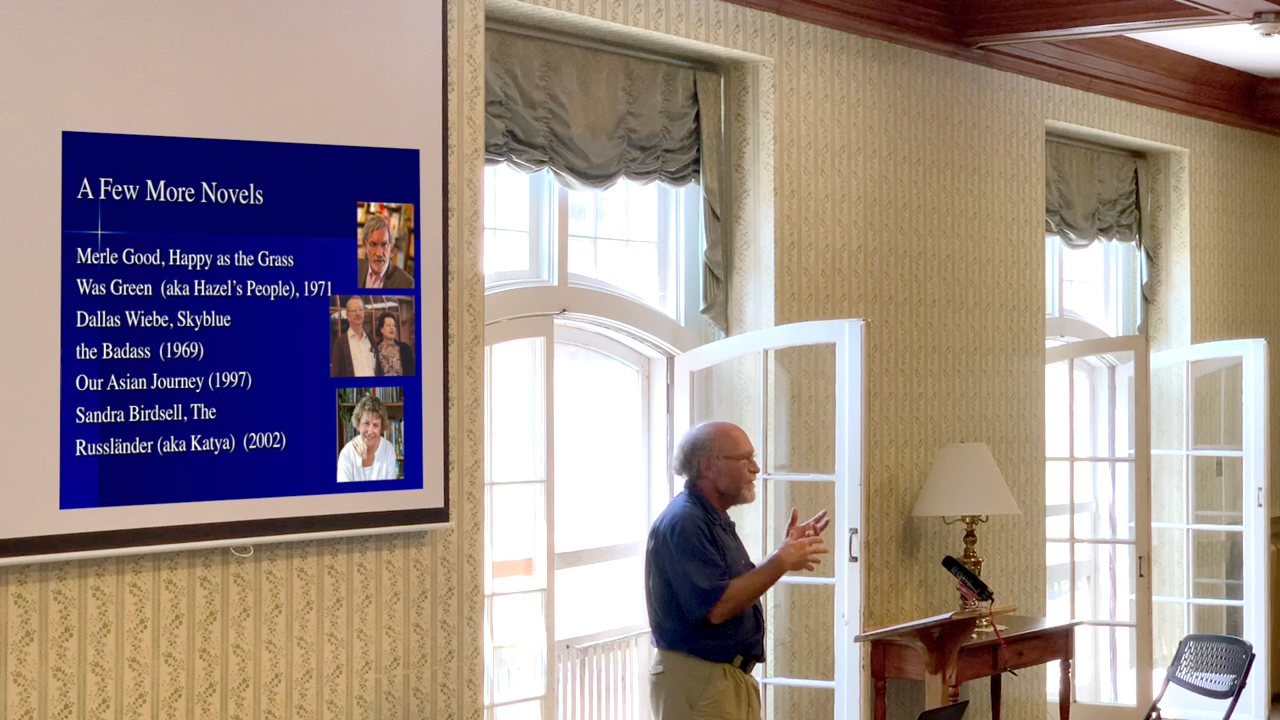 A Few More Novels
Merle Good, Happy as the Grass
Was Green (aka Hazel's People), 1971
Dallas Wiebe, Skyblue
the Badass (1969)
Our Asian Journey (1997)
Sandra Birdsell, The
Russländer (aka Katya) (2002)